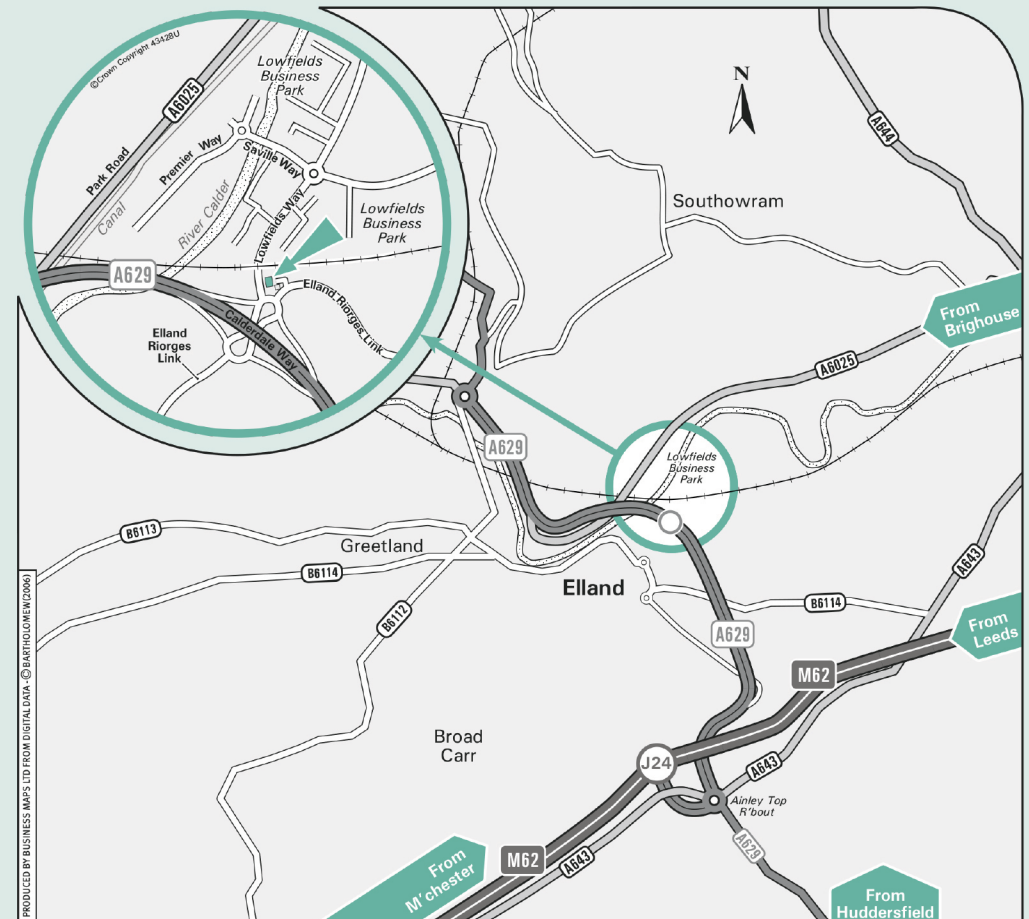 ©Crown Copyright 43428U
Lowfields
Business
Park
A6025
Park Road
Premier Way
Saville Way
Canal
River Calder
Lowfields Way
Lowfields
Business
Park
A629
Elland Riorges Link
Calderdale Way
Elland
Riorges
Link
N
A644
Southowram
From
Brighouse
A6025
A629
Lowfields
Business
Park
B6113
Greetland
B6114
Elland
B6112
B6114
A643
A629
From
Leeds
M62
Broad
Carr
J24
A643
Ainley Top
R'bout
A629
From
M'chester
M62
A643
From
Huddersfield
PRODUCED BY BUSINESS MAPS LTD FROM DIGITAL DATA - ©BARTHOLOMEW(2006)